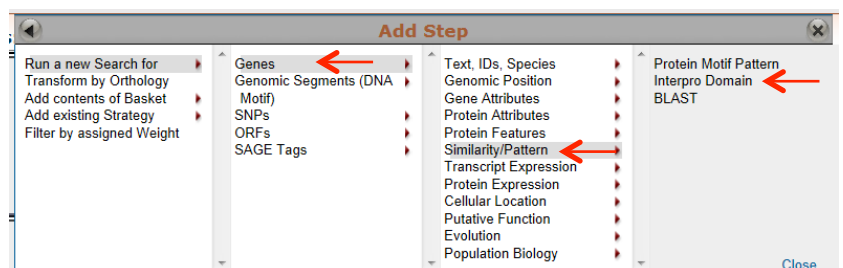 Add Step
Run a new Search for
Transform by Orthology
Add contents of Basket
Add existing Strategy
Filter by assigned Weight
Genes
Genomic Segments (DNA
Motif)
SNPs
ORFs
SAGE Tags
Text, IDs, Species
Genomic Position
Gene Attributes
Protein Attributes
Protein Features
Similarity/Pattern
Transcript Expression
Protein Expression
Cellular Location
Putative Function
Evolution
Population Biology
Protein Motif Pattern
Interpro Domain
BLAST
Close